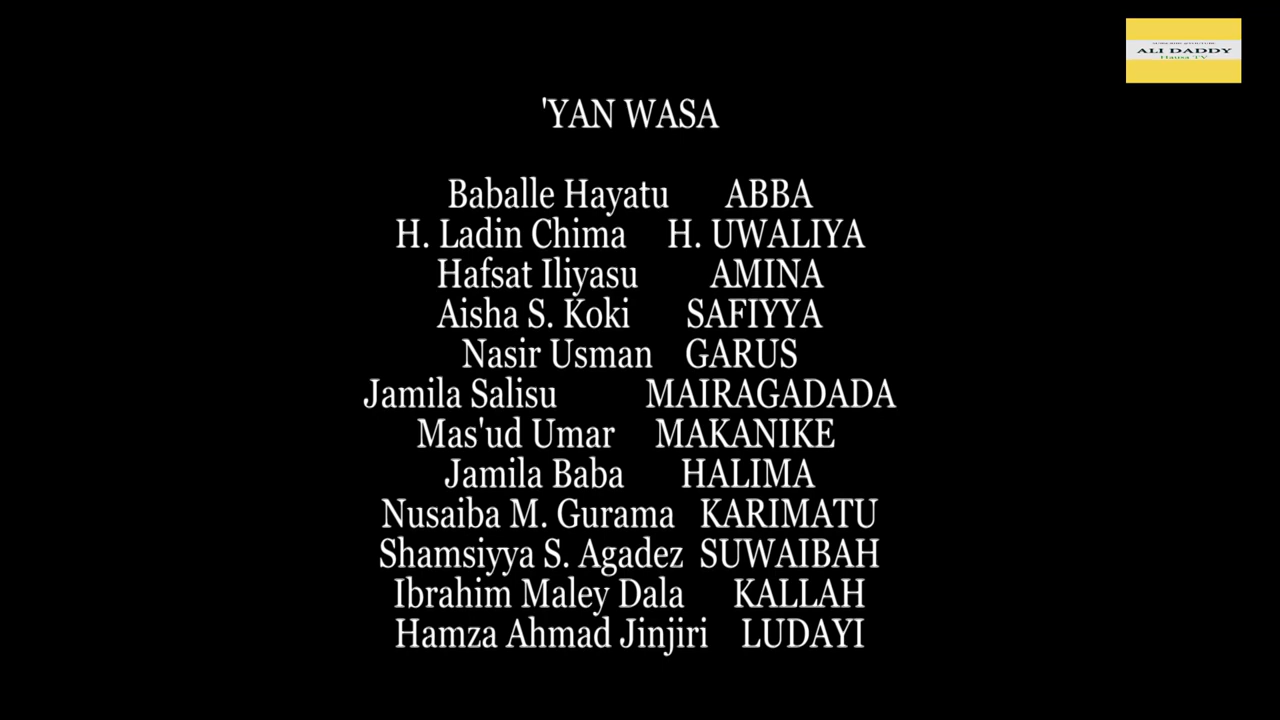 ALI DADDY
Hausa TV
'YAN WASA
Baballe Hayatu ABBA
H. Ladin Chima H. UWALIYA
Hafsat Iliyasu AMINA
Aisha S. Koki SAFIYYA
Nasir Usman GARUS
Jamila Salisu MAIRAGADADA
Mas'ud Umar MAKANIKE
Jamila Baba HALIMA
Nusaiba M. Gurama KARIMATU
Shamsiyya S. Agadez SUWAIBAH
Ibrahim Maley Dala KALLAH
Hamza Ahmad Jinjiri LUDAYI